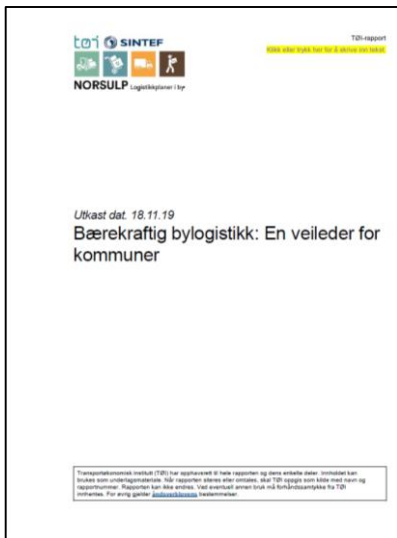 tøi SINTEF
TØI-rapport
Klikk eller trykk her for å skrive inn tekst.
NORSULP Logistikkplaner i by
Utkast dat. 18.11.19
Bærekraftig bylogistikk: En veileder for
kommuner
Transportøkonomisk institutt (TØI) har opphavsrett til hele rapporten og dens enkelte deler. Innholdet kan
brukes som underlagsmateriale. Når rapporten siteres eller omtales, skal TØI oppgis som kilde med navn og
rapportnummer. Rapporten kan ikke endres. Ved eventuell annen bruk må forhåndssamtykke fra TØI
innhentes. For øvrig gjelder åndsverklovens bestemmelser.